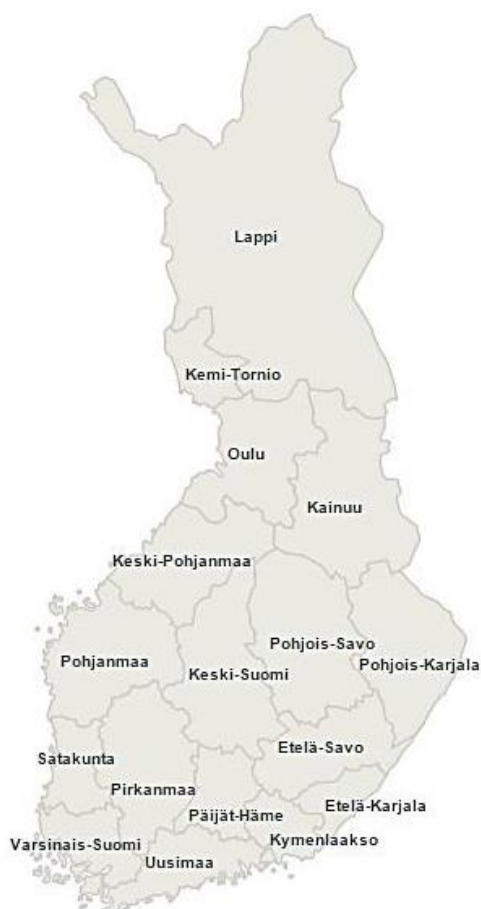 Lappi
Kemi-Tornio
Oulu
Kainuu
Keski-Pohjanmaa
Pohjois-Savo
Pohjanmaa
Pohjois-Karjala
Keski-Suomi
Etelä-Savo
Satakunta
Pirkanmaa
Etelä-Karjala
Päijät-Häme
Kymenlaakso
Varsinais-Suomi
Uusimaa